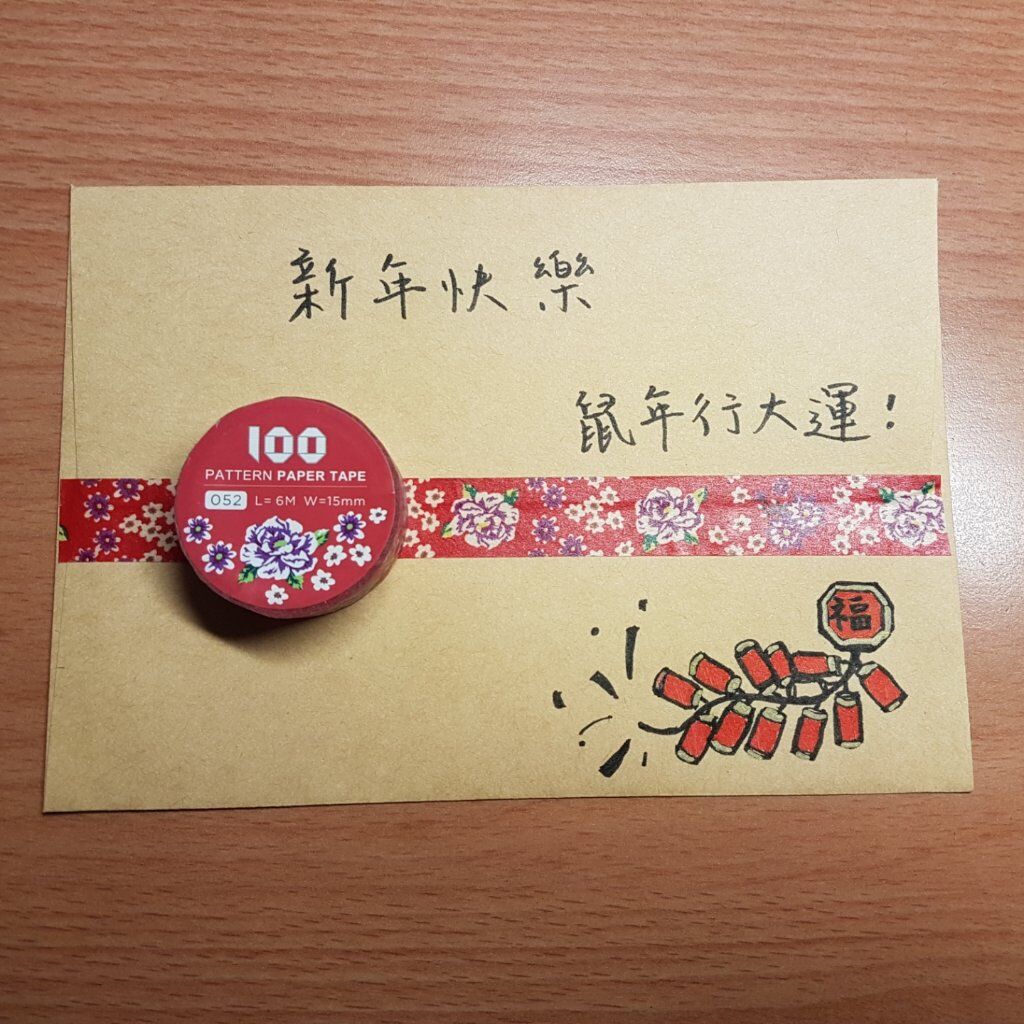 新年快樂
鼠年行大運！
100
PATTERN PAPER TAPE
052 L= 6M W=15mm
福